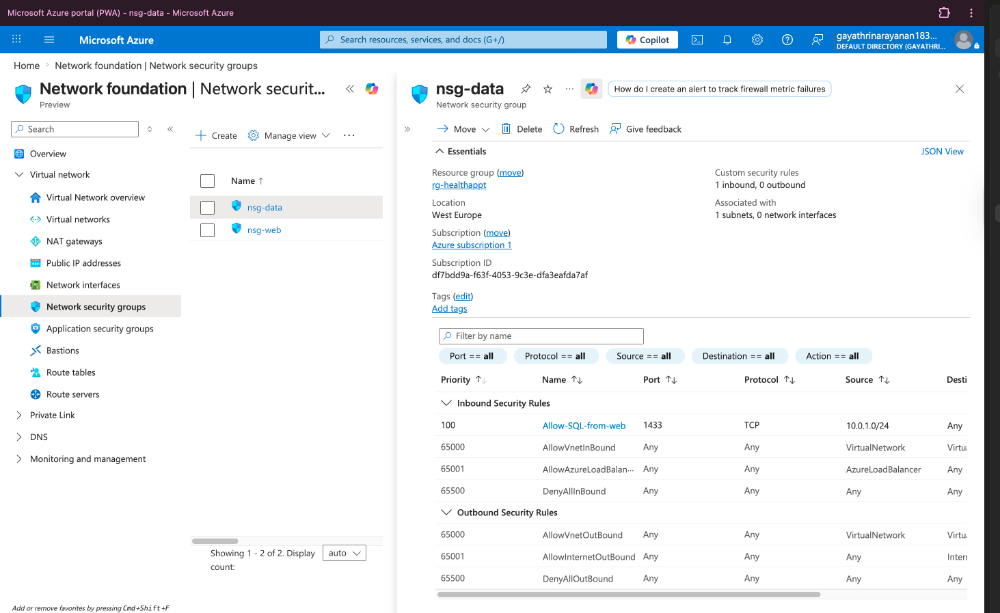 Microsoft Azure portal (PWA) - nsg-data - Microsoft Azure
Microsoft Azure
Search resources, services, and docs (G+/)
Copilot
gayathrinarayanan183...
DEFAULT DIRECTORY (GAYATHRI...
Home > Network foundation | Network security groups
Network foundation | Network securit...
Preview
Search
Overview
Virtual network
Virtual Network overview
Virtual networks
NAT gateways
Public IP addresses
Network interfaces
Network security groups
Application security groups
Bastions
Route tables
Route servers
Private Link
DNS
Monitoring and management
Add or remove favorites by pressing Cmd+Shift+F
Create
Manage view
Name ↑
nsg-data
nsg-web
Showing 1 - 2 of 2. Display
count:
auto
nsg-data
Network security group
How do I create an alert to track firewall metric failures
Move
Delete
Refresh
Give feedback
Essentials
JSON View
Resource group (move)
rg-healthappt
Location
West Europe
Subscription (move)
Azure subscription 1
Subscription ID
df7bdd9a-f63f-4053-9c3e-dfa3eafda7af
Tags (edit)
Add tags
Custom security rules
1 inbound, 0 outbound
Associated with
1 subnets, 0 network interfaces
Filter by name
Port == all
Protocol == all
Source == all
Destination == all
Action == all
Priority ↑↓ Name ↑↓ Port ↑↓ Protocol ↑↓ Source ↑↓ Desti
Inbound Security Rules
100 Allow-SQL-from-web 1433 TCP 10.0.1.0/24 Any
65000 AllowVnetInBound Any Any VirtualNetwork Virtu
65001 AllowAzureLoadBalan... Any Any AzureLoadBalancer Any
65500 DenyAllInBound Any Any Any Any
Outbound Security Rules
65000 AllowVnetOutBound Any Any VirtualNetwork Virtu
65001 AllowInternetOutBound Any Any Any Inter
65500 DenyAllOutBound Any Any Any Any